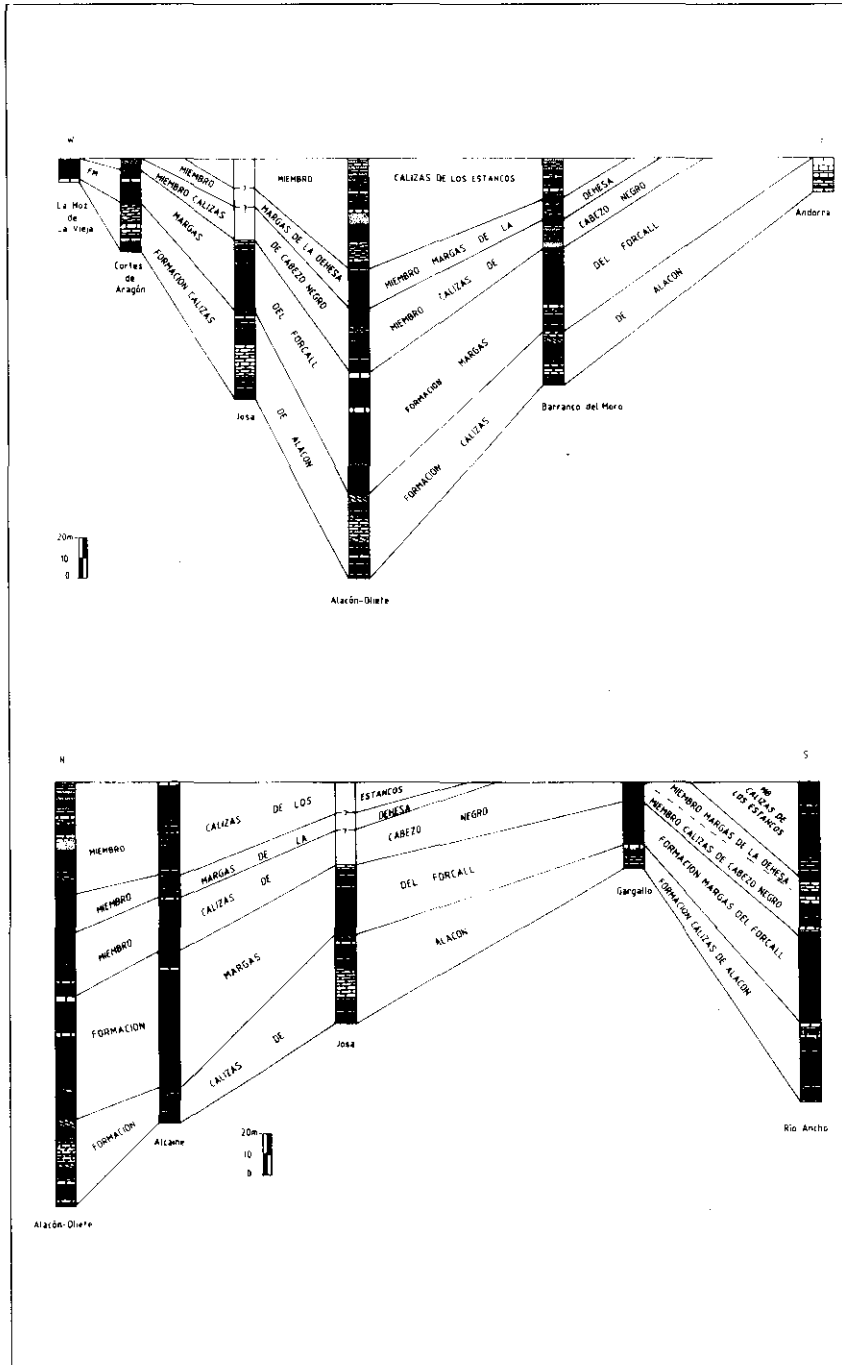 W
FM
MIEMBRO
MIEMBRO CALIZAS
MARGAS
FORMACION CALIZAS
?
?
MIEMBRO
MARGAS DE LA DEHESA
DE CABEZO NEGRO
DEL FORCALL
DE ALACON
CALIZAS DE LOS ESTANCOS
MIEMBRO MARGAS DE LA
DEHESA
MIEMBRO CALIZAS DE
CABEZO NEGRO
FORMACION MARGAS
DEL FORCALL
FORMACION CALIZAS
DE ALACON
La Hoz
de
La Vieja
Cortes
de
Aragón
Josa
Alacón-Oliete
Barranco del Moro
Andorra
20m
10
0
N
S
MIEMBRO
CALIZAS DE LOS
ESTANCOS
MIEMBRO
MARGAS DE LA
DEHESA
MIEMBRO
CALIZAS DE
CABEZO NEGRO
FORMACION
MARGAS
DEL FORCALL
FORMACION
CALIZAS DE
ALACON
?
?
MB
CALIZAS DE
LOS ESTANCOS
MIEMBRO MARGAS DE LA DEHESA
MIEMBRO CALIZAS DE CABEZO NEGRO
FORMACION MARGAS DEL FORCALL
FORMACION CALIZAS DE ALACON
Alacón-Oliete
Alcaine
Josa
Gargallo
Río Ancho
20m
10
0